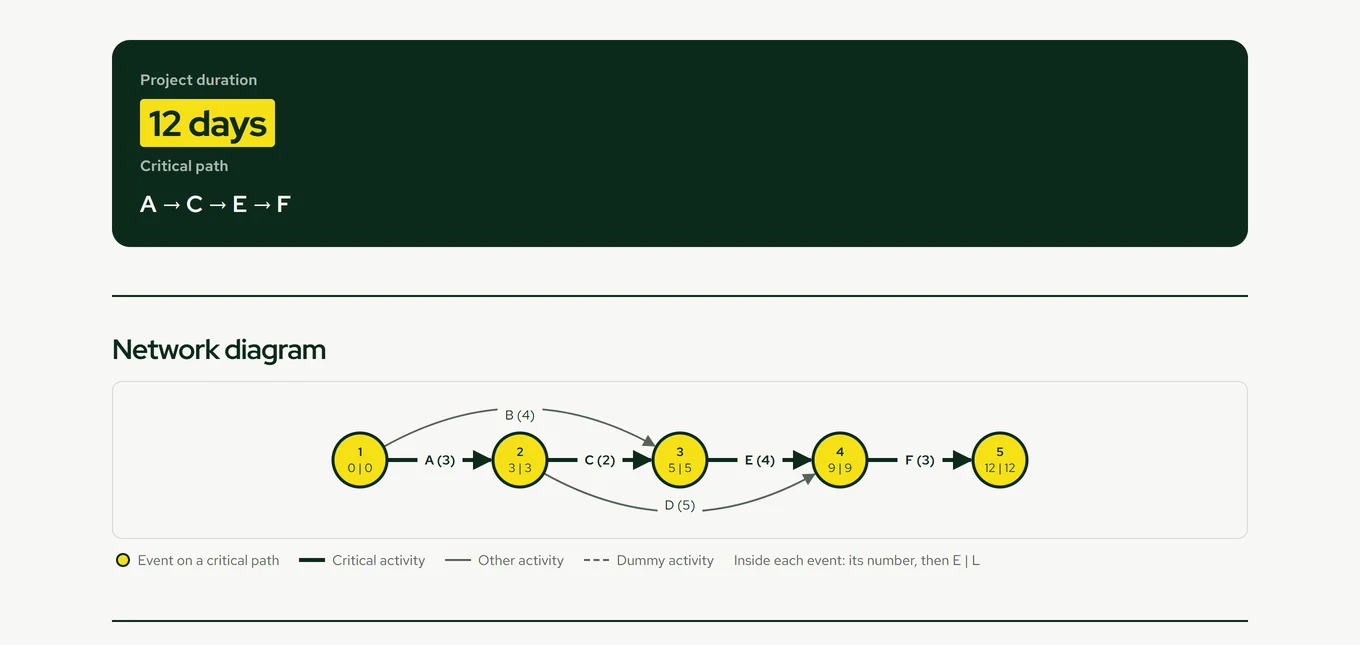 Project duration
12 days
Critical path
A → C → E → F
Network diagram
B (4)
1
0 | 0
A (3)
2
3 | 3
C (2)
3
5 | 5
E (4)
4
9 | 9
F (3)
5
12 | 12
D (5)
Event on a critical path
Critical activity
Other activity
Dummy activity
Inside each event: its number, then E | L